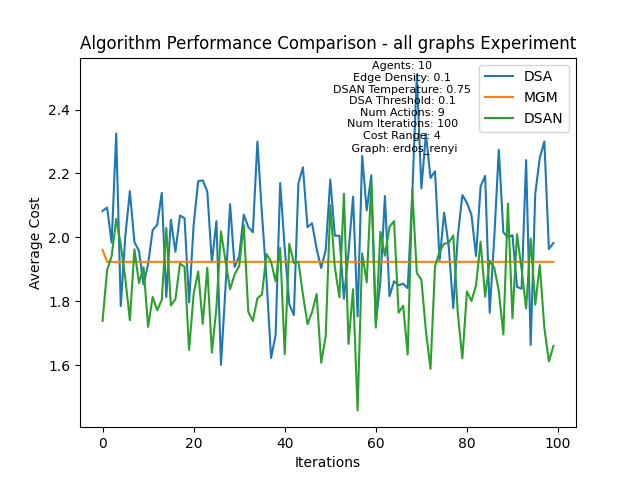 Algorithm Performance Comparison - all graphs Experiment
Agents: 10
Edge Density: 0.1
DSAN Temperature: 0.75
DSA Threshold: 0.1
Num Actions: 9
Num Iterations: 100
Cost Range: 4
Graph: erdos_renyi
DSA
MGM
DSAN
Average Cost
2.4
2.2
2.0
1.8
1.6
0
20
40
60
80
100
Iterations